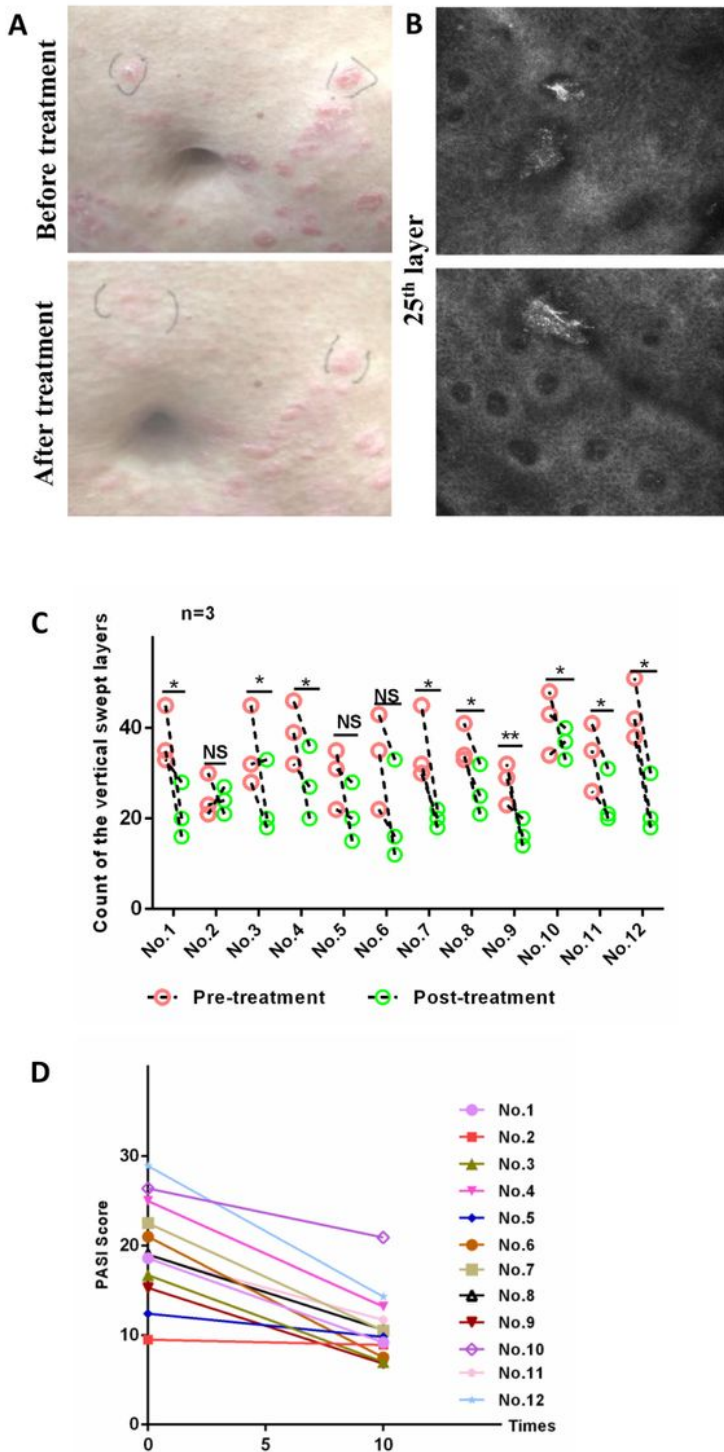 A
B
Before treatment
After treatment
25th layer
C
n=3
Count of the vertical swept layers
40
20
0
*
NS
*
*
NS
NS
*
*
**
*
*
*
No.1
No.2
No.3
No.4
No.5
No.6
No.7
No.8
No.9
No.10
No.11
No.12
Pre-treatment
Post-treatment
D
PASI Score
30
20
10
0
0
5
10
Times
No.1
No.2
No.3
No.4
No.5
No.6
No.7
No.8
No.9
No.10
No.11
No.12